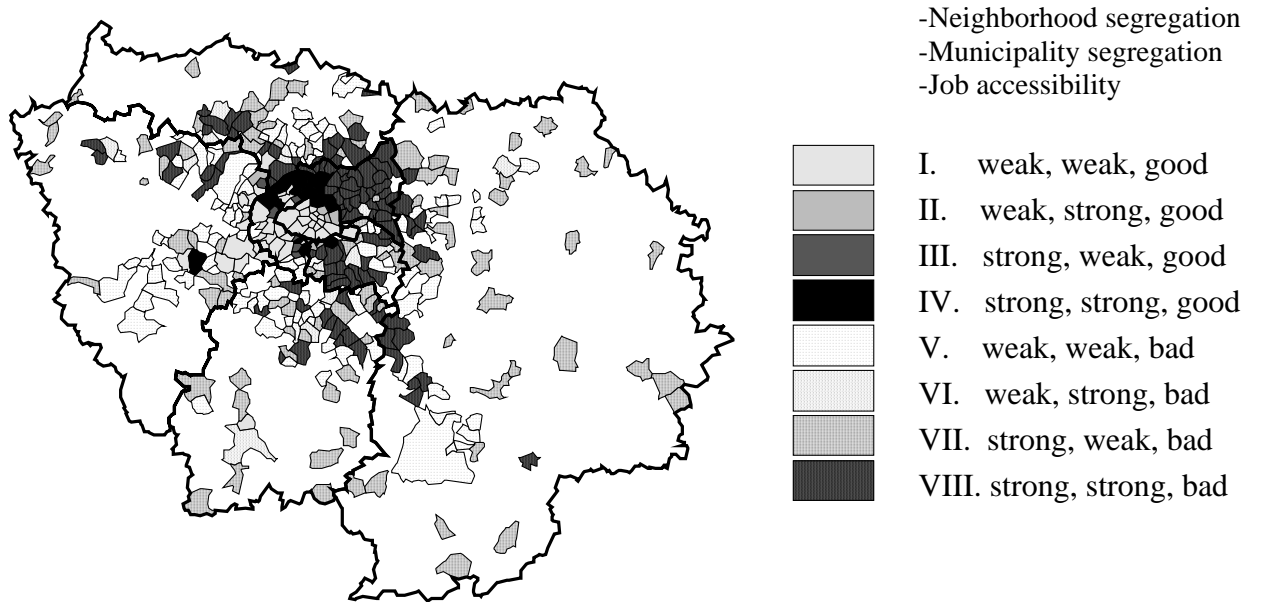 -Neighborhood segregation
-Municipality segregation
-Job accessibility
I. weak, weak, good
II. weak, strong, good
III. strong, weak, good
IV. strong, strong, good
V. weak, weak, bad
VI. weak, strong, bad
VII. strong, weak, bad
VIII. strong, strong, bad